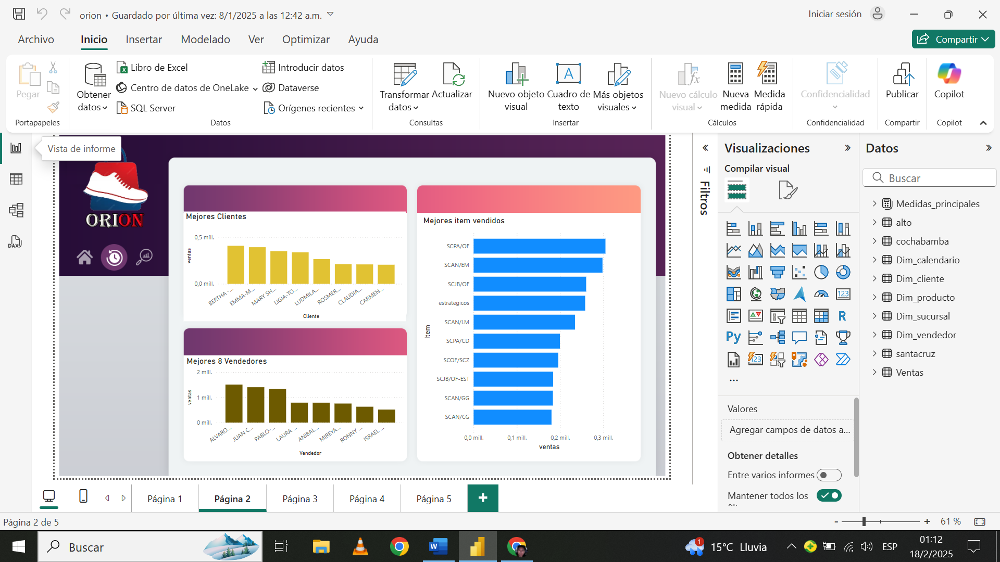 orion • Guardado por última vez: 8/1/2025 a las 12:42 a.m.
Iniciar sesión
Archivo
Inicio
Insertar
Modelado
Ver
Optimizar
Ayuda
Compartir
Pegar
Portapapeles
Obtener
datos
Libro de Excel
Centro de datos de OneLake
SQL Server
Introducir datos
Dataverse
Orígenes recientes
Datos
Transformar
datos
Actualizar
Consultas
Nuevo objeto
visual
Cuadro de
texto
Más objetos
visuales
Insertar
Nuevo cálculo
visual
Nueva
medida
Medida
rápida
Cálculos
Confidencialidad
Confidencialidad
Publicar
Compartir
Copilot
Copilot
DAX
Vista de informe
ORION
Mejores Clientes
0,5 mill.
0,0 mill.
ventas
BERTHA -...
EMMA-M...
MARY SH...
LIGIA-TO...
LUDMILA...
ROSMER...
CLAUDIA...
CARMEN...
Cliente
Mejores 8 Vendedores
2 mill.
1 mill.
0 mill.
ventas
ALVARO...
JUAN C...
PABLO-...
LAURA ...
ANIBAL...
MIREYA...
RONNY ...
ISRAEL ...
Vendedor
Mejores item vendidos
Item
SCPA/OF
SCAN/EM
SCJB/OF
estrategicos
SCAN/LM
SCPA/CD
SCOF/SCZ
SCJB/OF-EST
SCAN/GG
SCAN/CG
0,0 mill.
0,1 mill.
0,2 mill.
0,3 mill.
ventas
Filtros
Visualizaciones
Compilar visual
123
R
Py
123
...
Valores
Agregar campos de datos a...
Obtener detalles
Entre varios informes
Mantener todos los
Datos
Buscar
Medidas_principales
alto
cochabamba
Dim_calendario
Dim_cliente
Dim_producto
Dim_sucursal
Dim_vendedor
santacruz
Ventas
Página 1
Página 2
Página 3
Página 4
Página 5
+
Página 2 de 5
- + 61 %
Buscar
W
1
15°C Lluvia
ESP
01:12
18/2/2025